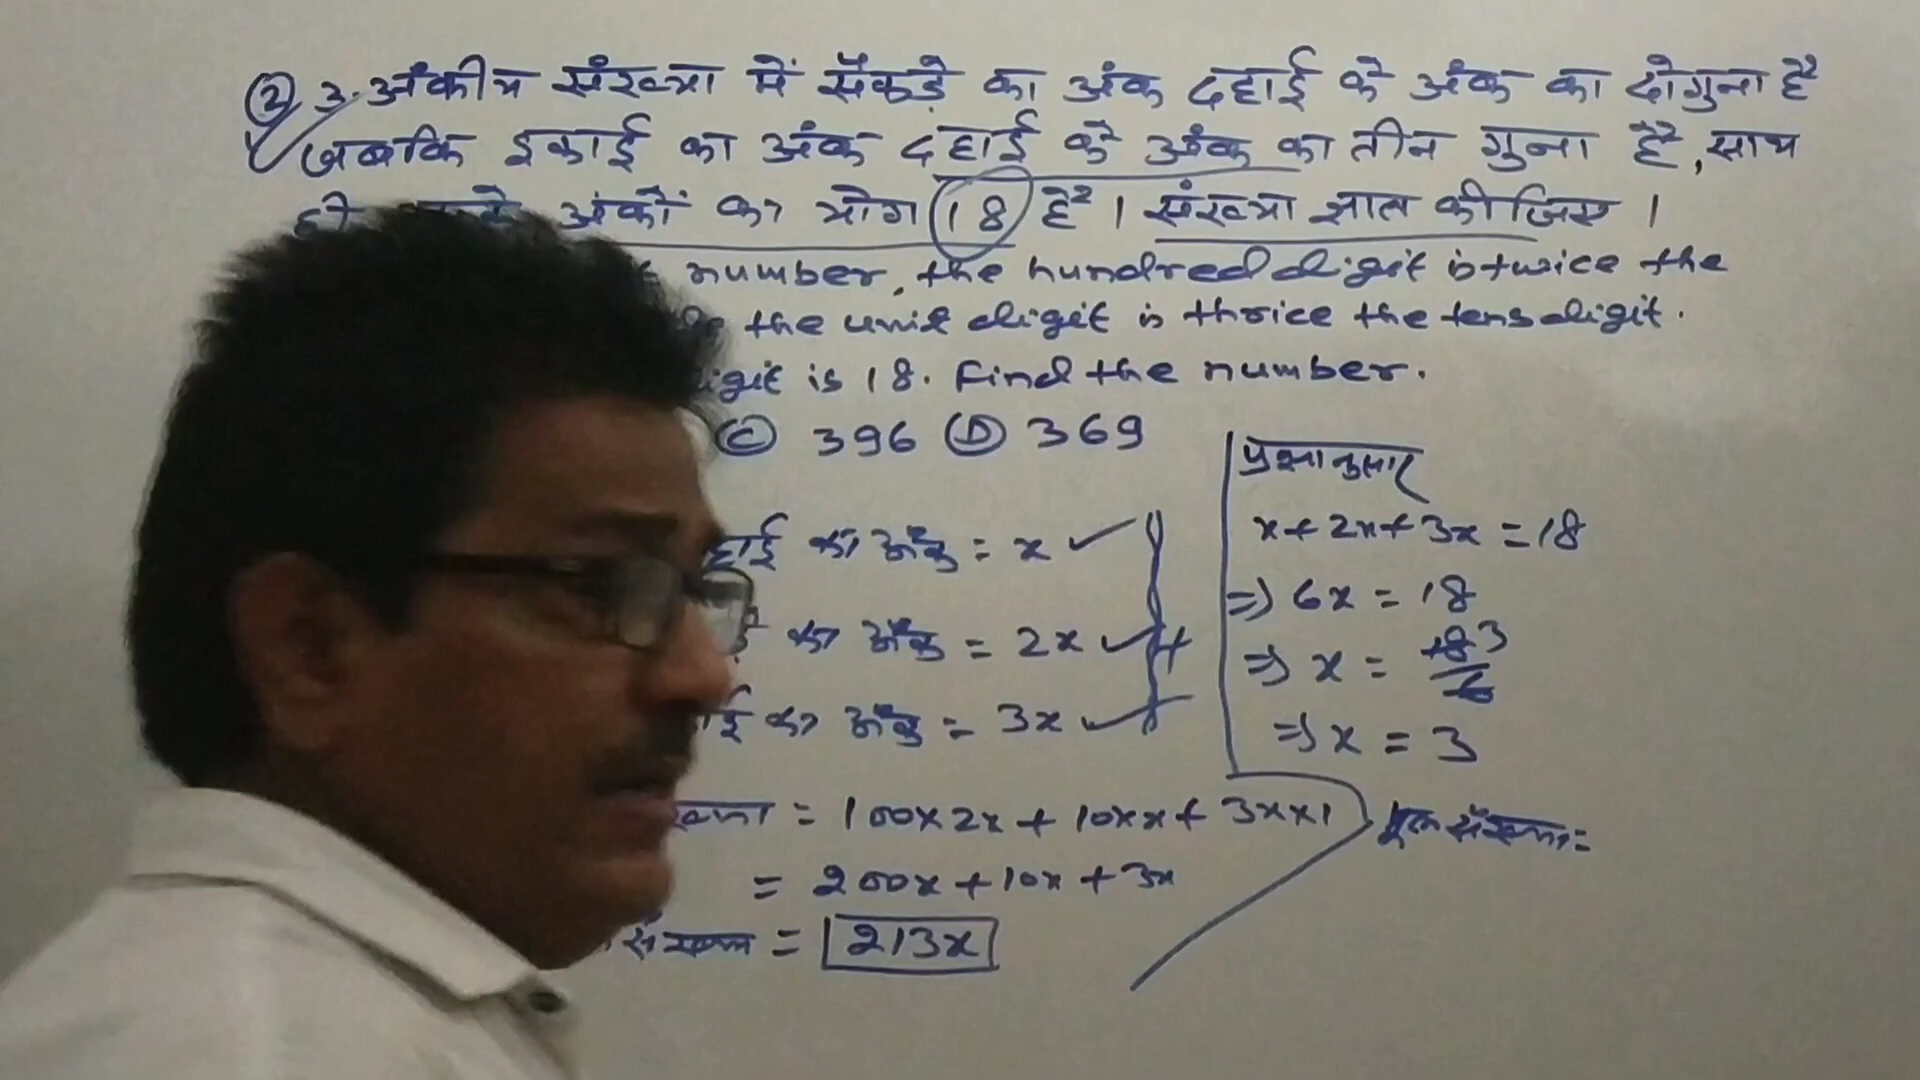 ② 3. अंकीय संख्या में सैकड़े का अंक दहाई के अंक का दोगुना है
जबकि इकाई का अंक दहाई के अंक का तीन गुना है, साथ
ही अंकों का योग 18 है। संख्या ज्ञात कीजिए।
number, the hundred digit is twice the
the unit digit is thrice the tens digit.
is 18. Find the number.
Ⓒ 396 Ⓓ 369
का अंक = x
का अंक = 2x
का अंक = 3x
= 100×2x + 10×x + 3x×1
= 200x + 10x + 3x
= 213x
प्रश्नानुसार
x + 2x + 3x = 18
⇒ 6x = 18
⇒ x = 18/6 3
⇒ x = 3
मूल संख्या =